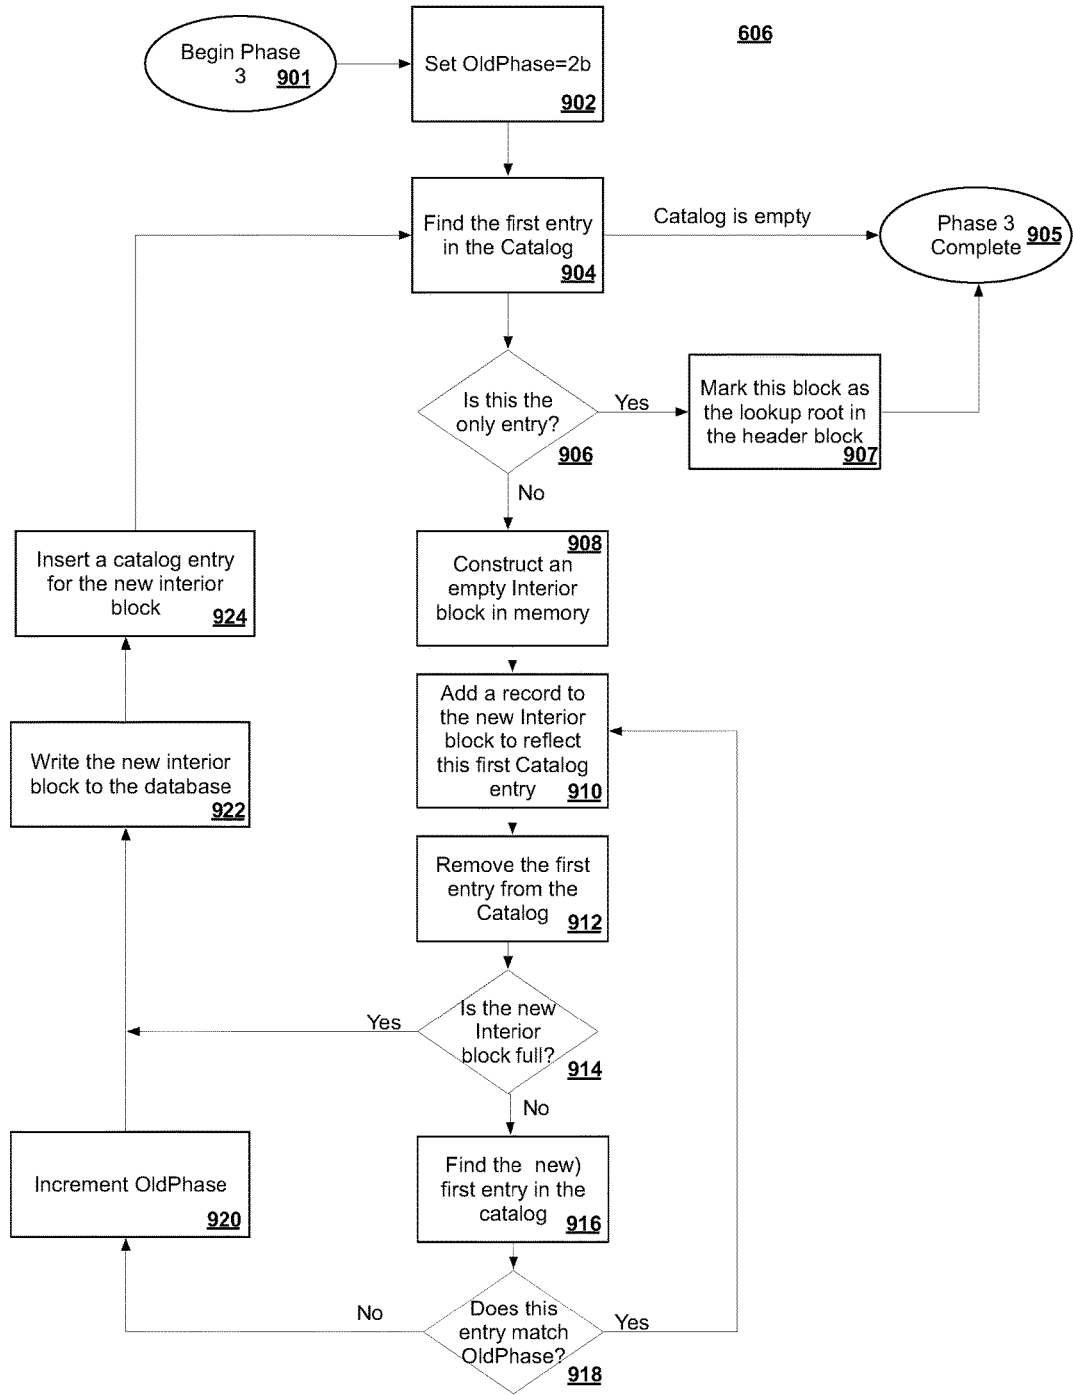 606
Begin Phase
3 901
Set OldPhase=2b
902
Find the first entry
in the Catalog
904
Catalog is empty
Phase 3
Complete 905
Is this the
only entry?
906
Yes
Mark this block as
the lookup root in
the header block
907
No
908
Construct an
empty Interior
block in memory
Insert a catalog entry
for the new interior
block
924
Add a record to
the new Interior
block to reflect
this first Catalog
entry 910
Write the new interior
block to the database
922
Remove the first
entry from the
Catalog 912
Is the new
Interior
block full?
914
Yes
No
Find the new)
first entry in the
catalog 916
Increment OldPhase
920
Does this
entry match
OldPhase?
918
No
Yes